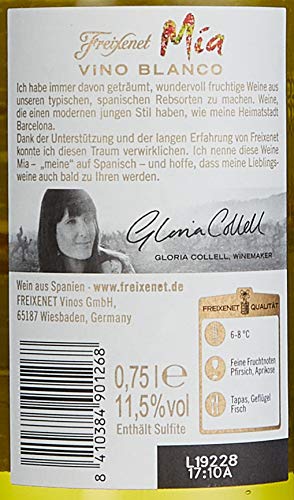 Freixenet Mía
VINO BLANCO
Ich habe immer davon geträumt, wundervoll fruchtige Weine aus
unseren typischen, spanischen Rebsorten zu machen. Weine,
die einen modernen jungen Stil haben, wie meine Heimatstadt
Barcelona.
Dank der Unterstützung und der langen Erfahrung von Freixenet
konnte ich diesen Traum verwirklichen. Ich nenne diese Weine
Mia – „meine“ auf Spanisch – und hoffe, dass meine Lieblings-
weine auch bald zu Ihren werden.
Gloria Collell
GLORIA COLLELL, WINEMAKER
Wein aus Spanien - www.freixenet.de
FREIXENET Vinos GmbH,
65187 Wiesbaden, Germany
8 410384 901268
0,75l e
11,5%vol
Enthält Sulfite
FREIXENET QUALITÄT
6-8 °C
Feine Fruchtnoten
Pfirsich, Aprikose
Tapas, Geflügel
Fisch
L19228
17:10A